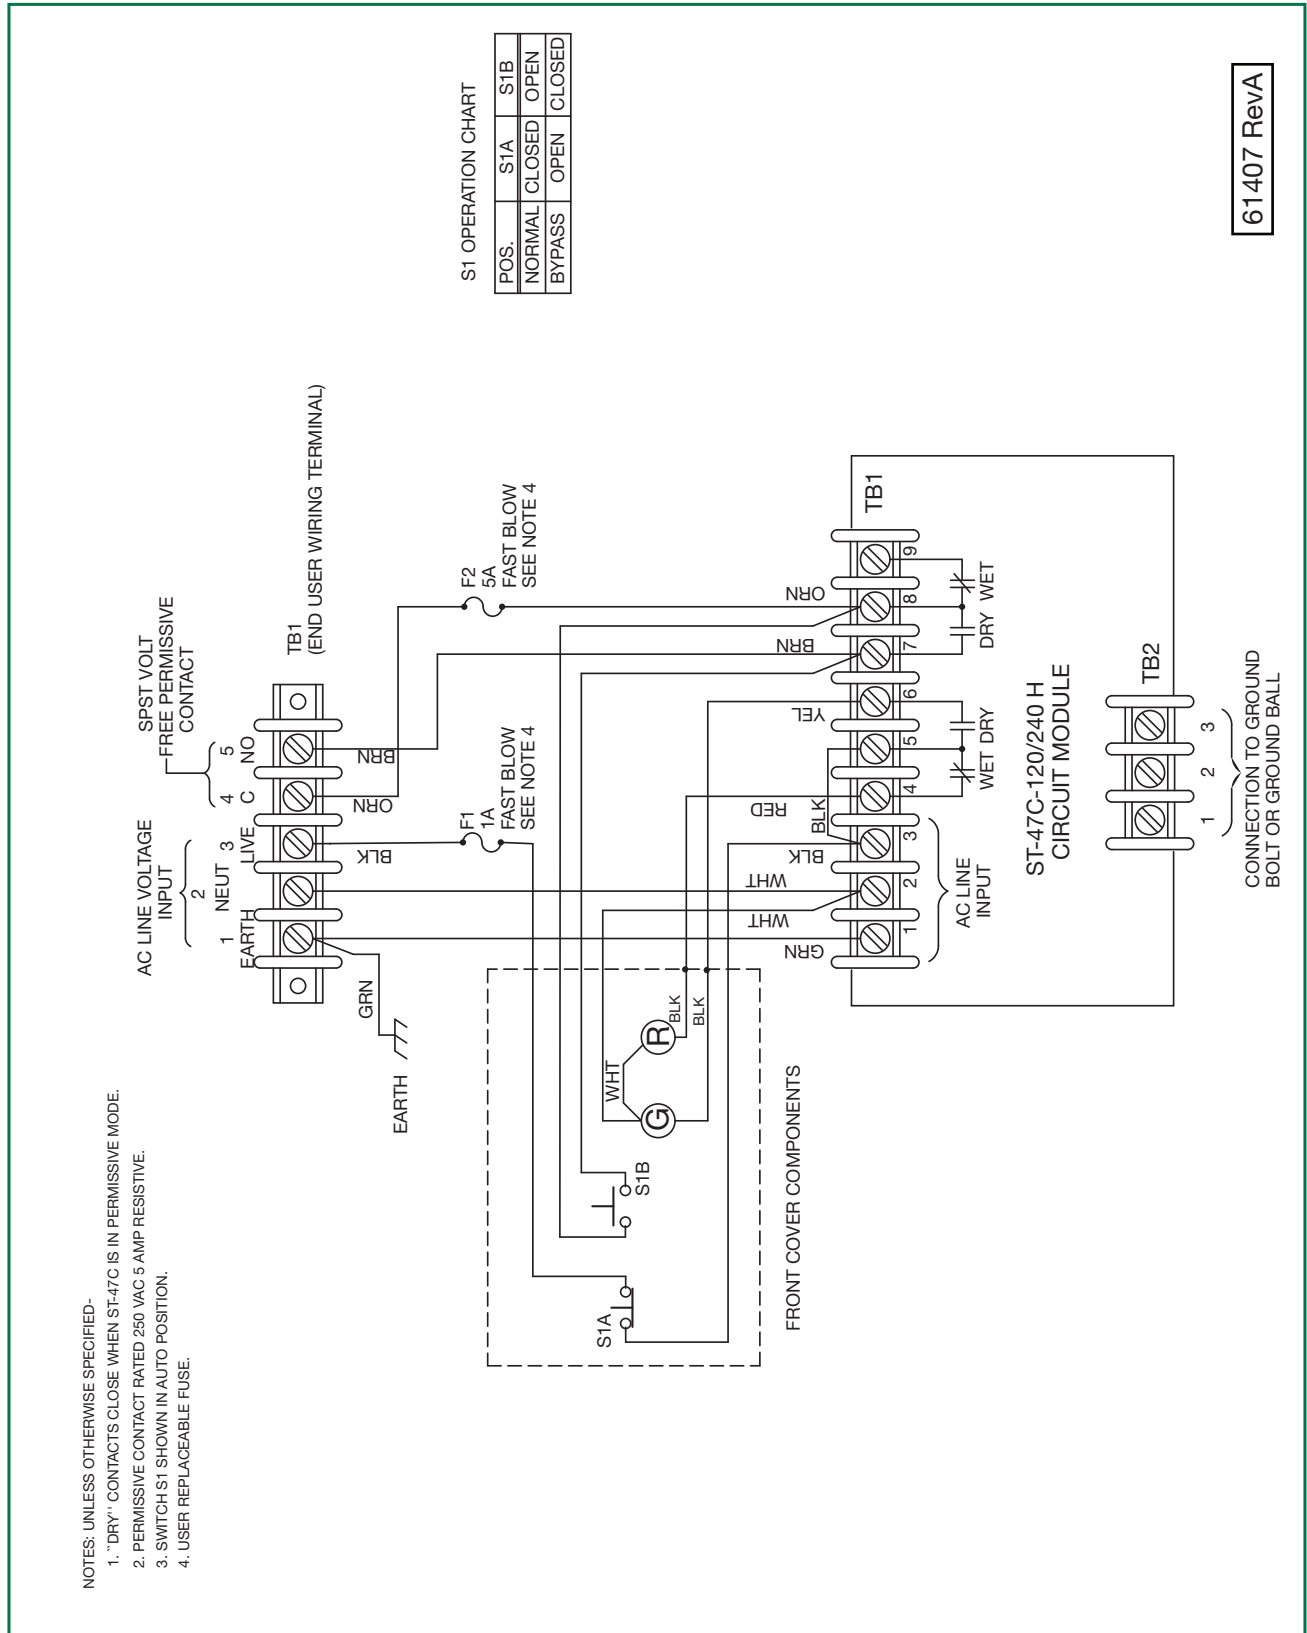 NOTES: UNLESS OTHERWISE SPECIFIED-
1. "DRY" CONTACTS CLOSE WHEN ST-47C IS IN PERMISSIVE MODE.
2. PERMISSIVE CONTACT RATED 250 VAC 5 AMP RESISTIVE.
3. SWITCH S1 SHOWN IN AUTO POSITION.
4. USER REPLACEABLE FUSE.
AC LINE VOLTAGE
INPUT
1
EARTH
2
NEUT
3
LIVE
SPST VOLT
FREE PERMISSIVE
CONTACT
4
C
5
NO
TB1
(END USER WIRING TERMINAL)
GRN
EARTH
BLK
ORN
BRN
F1
1A
FAST BLOW
SEE NOTE 4
F2
5A
FAST BLOW
SEE NOTE 4
S1 OPERATION CHART
POS. S1A S1B
NORMAL CLOSED OPEN
BYPASS OPEN CLOSED
S1A
S1B
WHT
G
R
BLK
BLK
FRONT COVER COMPONENTS
GRN
WHT
WHT
BLK
BLK
RED
YEL
BRN
ORN
1
2
3
4
5
6
7
8
9
TB1
AC LINE
INPUT
WET DRY
DRY WET
ST-47C-120/240 H
CIRCUIT MODULE
TB2
1
2
3
CONNECTION TO GROUND
BOLT OR GROUND BALL
61407 RevA